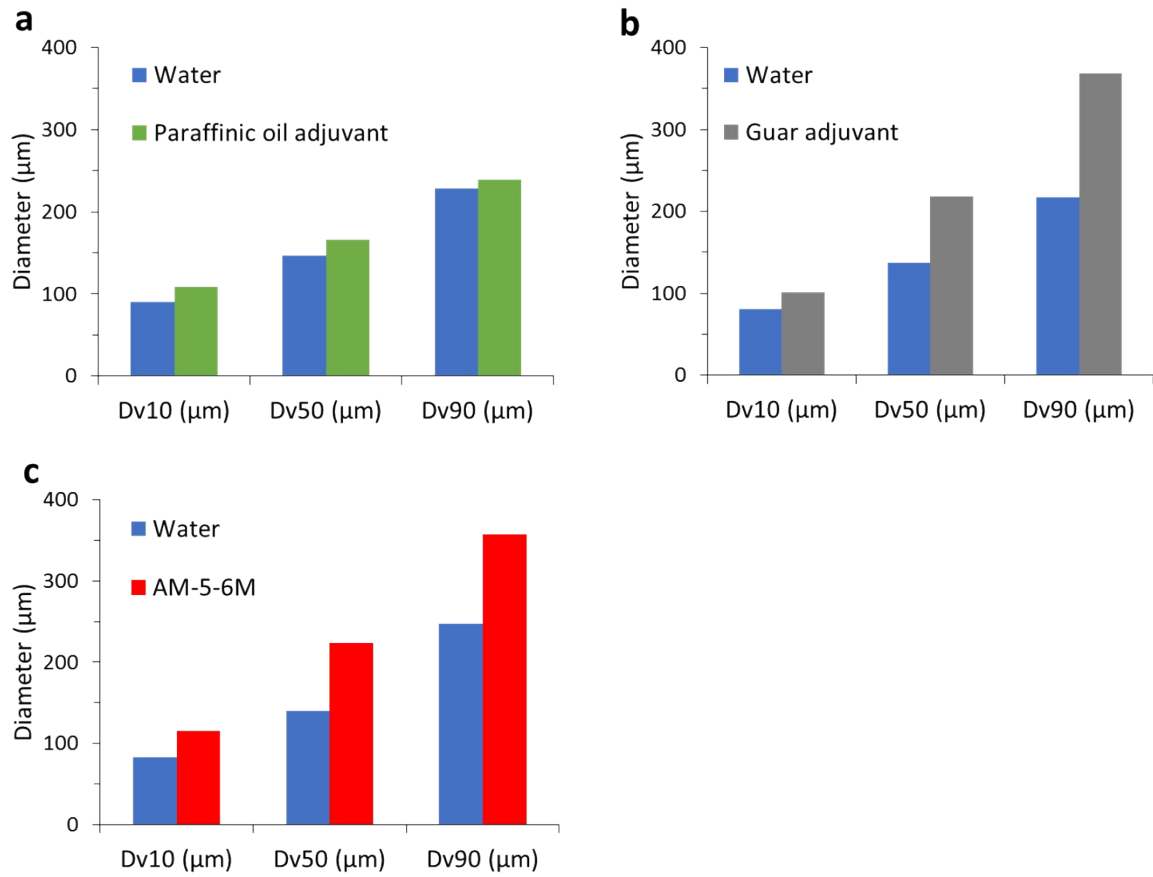 a
400
300
200
100
0
Diameter (µm)
Water
Paraffinic oil adjuvant
Dv10 (µm) Dv50 (µm) Dv90 (µm)
b
400
300
200
100
0
Diameter (µm)
Water
Guar adjuvant
Dv10 (µm) Dv50 (µm) Dv90 (µm)
c
400
300
200
100
0
Diameter (µm)
Water
AM-5-6M
Dv10 (µm) Dv50 (µm) Dv90 (µm)